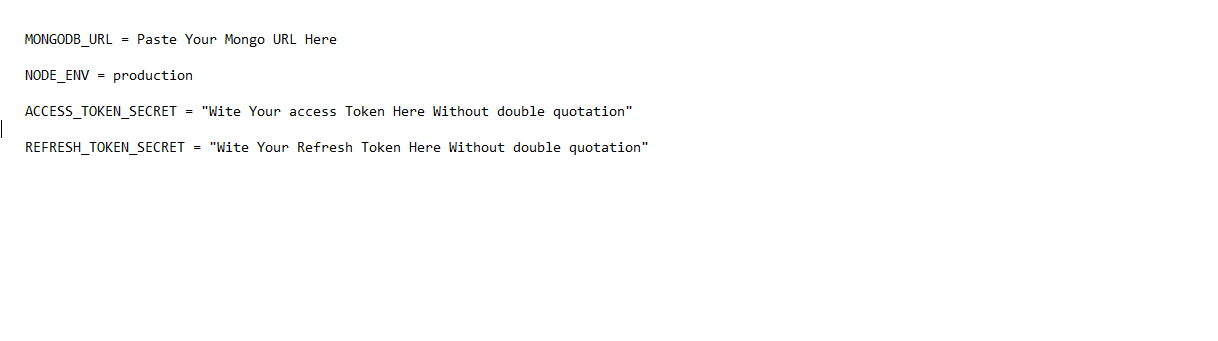 MONGODB_URL = Paste Your Mongo URL Here
NODE_ENV = production
ACCESS_TOKEN_SECRET = "Wite Your access Token Here Without double quotation"
REFRESH_TOKEN_SECRET = "Wite Your Refresh Token Here Without double quotation"